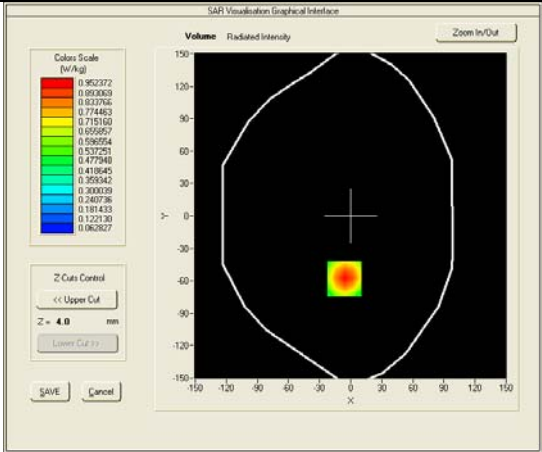 SAR Visualisation Graphical Interface
Volume Radiated Intensity
Zoom In/Out
Colors Scale
(W/kg)
0.952372
0.893069
0.833766
0.774463
0.715160
0.655857
0.596554
0.537251
0.477948
0.418645
0.359342
0.300039
0.240736
0.181433
0.122130
0.062827
Z-Cuts Control
<< Upper Cut
Z = 4.0 mm
Lower Cut >>
SAVE
Cancel
150
120
90
60
30
0
-30
-60
-90
-120
-150
Y
-150 -120 -90 -60 -30 0 30 60 90 120 150
X